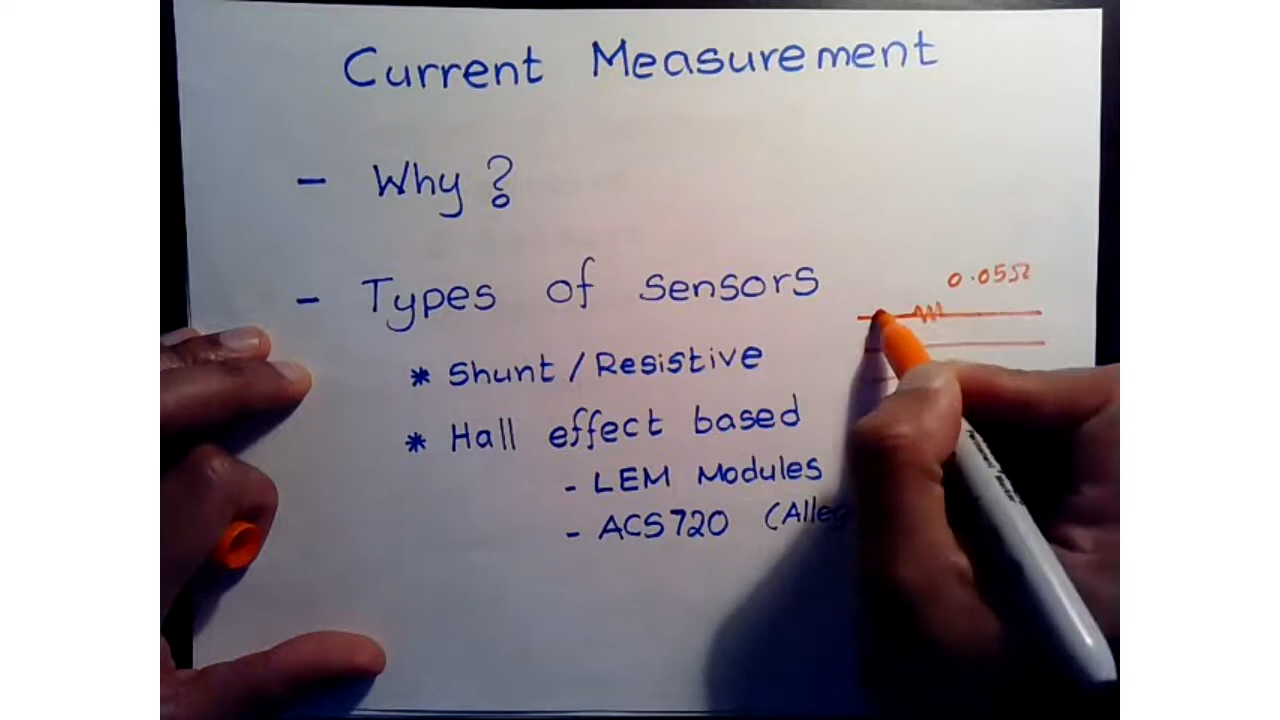 Current Measurement
- Why?
- Types of sensors
0.05Ω
* Shunt / Resistive
* Hall effect based
- LEM Modules
- ACS720